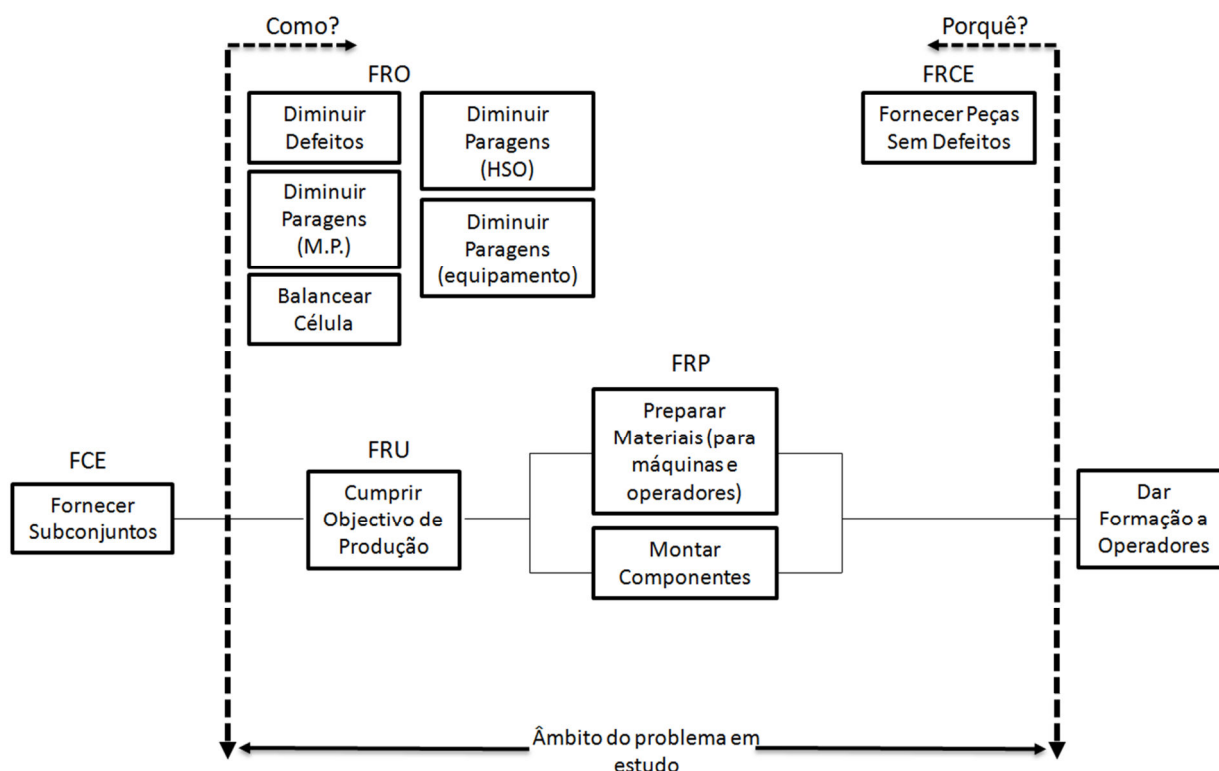 Como?
Porquê?
FRO
FRCE
Diminuir
Defeitos
Diminuir
Paragens
(HSO)
Fornecer Peças
Sem Defeitos
Diminuir
Paragens
(M.P.)
Diminuir
Paragens
(equipamento)
Balancear
Célula
FRP
Preparar
Materiais (para
máquinas e
operadores)
FCE
Fornecer
Subconjuntos
FRU
Cumprir
Objectivo de
Produção
Montar
Componentes
Dar
Formação a
Operadores
Âmbito do problema em
estudo